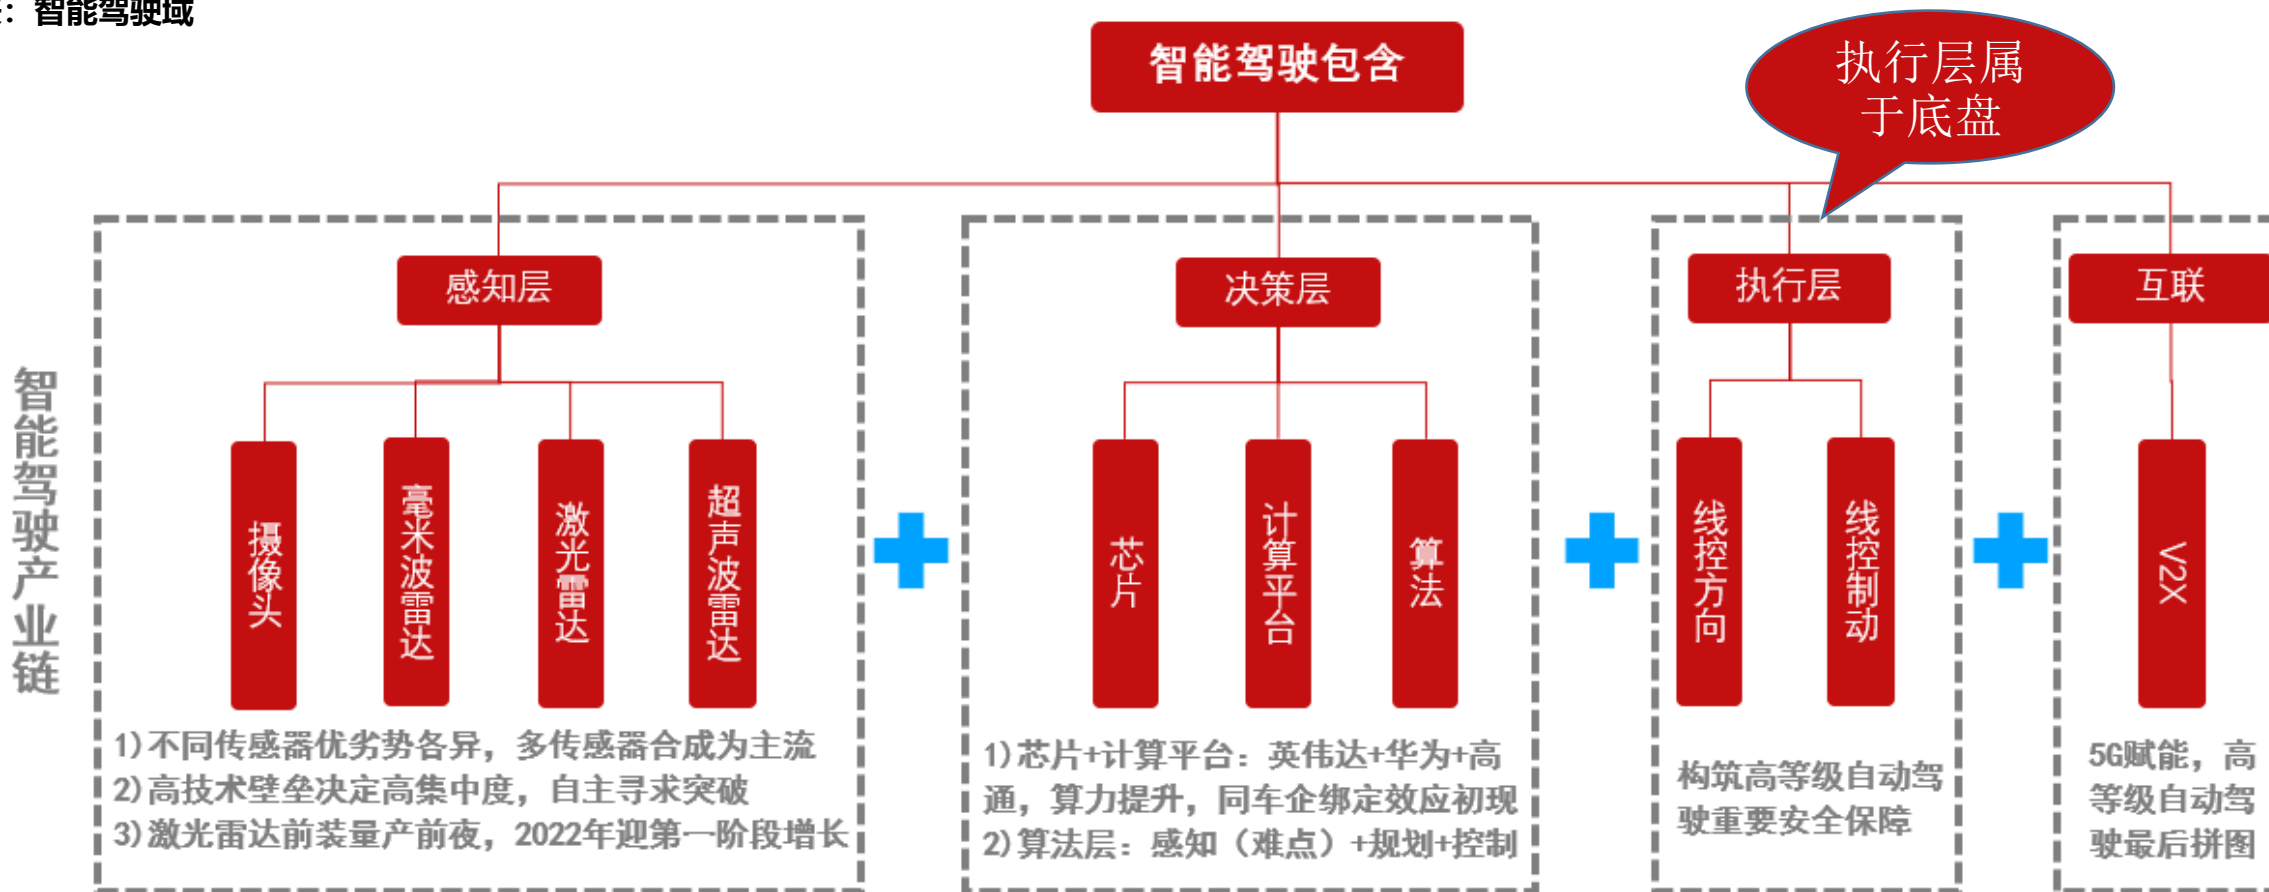 ：智能驾驶域
智能驾驶包含
执行层属
于底盘
感知层
决策层
执行层
互联
智能驾驶产业链
摄像头
毫米波雷达
激光雷达
超声波雷达
芯片
计算平台
算法
线控方向
线控制动
V2X
1)不同传感器优劣势各异，多传感器合成为主流
2)高技术壁垒决定高集中度，自主寻求突破
3)激光雷达前装量产前夜，2022年迎第一阶段增长
1)芯片+计算平台：英伟达+华为+高
通，算力提升，同车企绑定效应初现
2)算法层：感知（难点）+规划+控制
构筑高等级自动驾
驶重要安全保障
5G赋能，高
等级自动驾
驶最后拼图